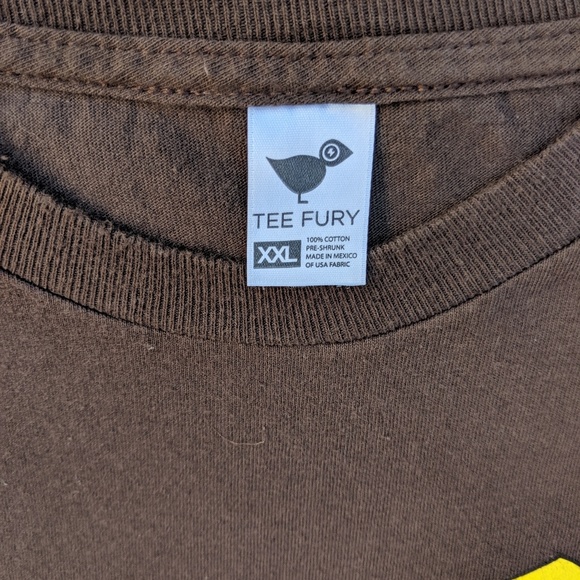 TEE FURY
XXL
100% COTTON
PRE-SHRUNK
MADE IN MEXICO
OF USA FABRIC